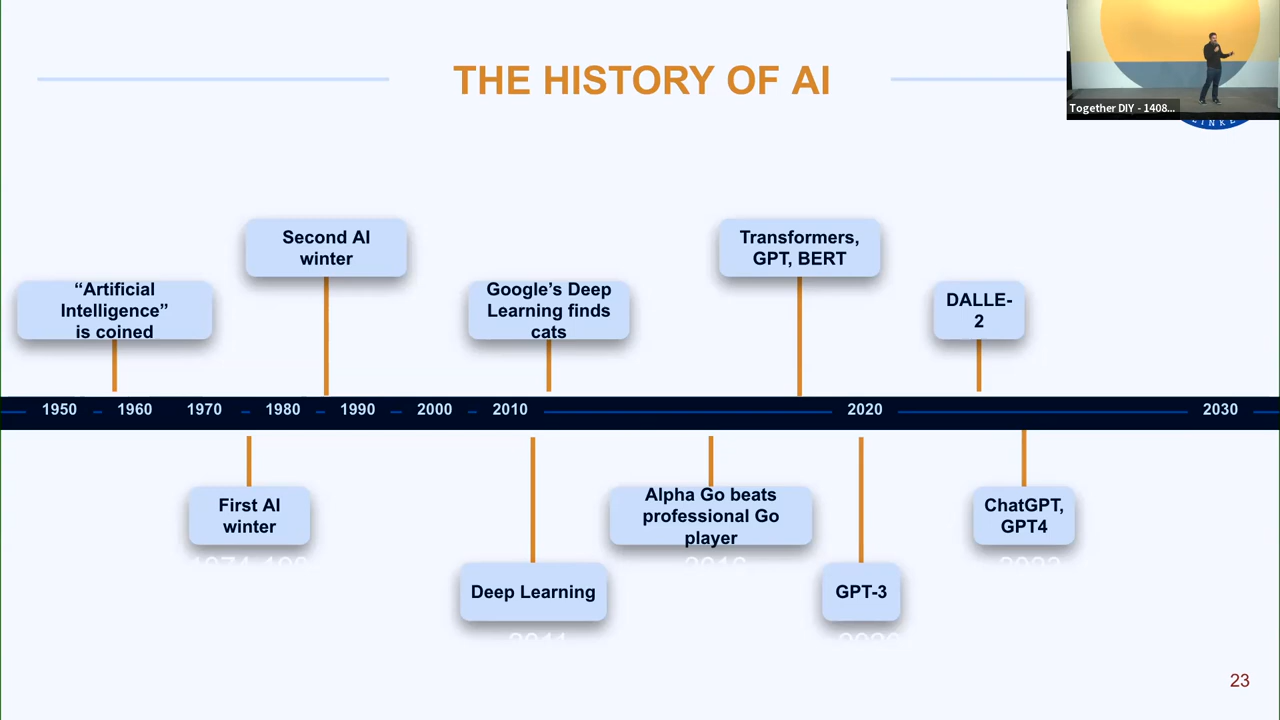 THE HISTORY OF AI
Together DIY - 1408...
Second AI
winter
Transformers,
GPT, BERT
“Artificial
Intelligence”
is coined
Google’s Deep
Learning finds
cats
DALLE-
2
1950 1960 1970 1980 1990 2000 2010 2020 2030
First AI
winter
Alpha Go beats
professional Go
player
ChatGPT,
GPT4
Deep Learning
GPT-3
23